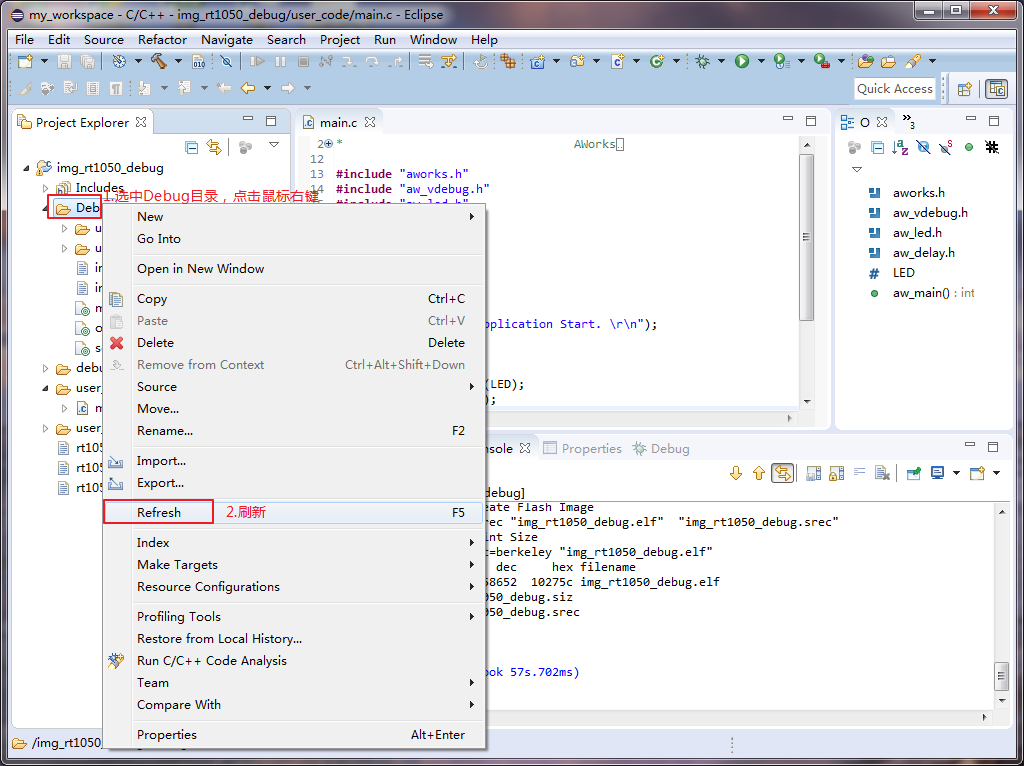 my_workspace - C/C++ - img_rt1050_debug/user_code/main.c - Eclipse
File Edit Source Refactor Navigate Search Project Run Window Help
Quick Access
Project Explorer
img_rt1050_debug
Includes
1.选中Debug目录，点击鼠标右键
Deb
debu
user_
user_
rt105
rt105
rt105
New
Go Into
Open in New Window
Copy Ctrl+C
Paste Ctrl+V
Delete Delete
Remove from Context Ctrl+Alt+Shift+Down
Source
Move...
Rename... F2
Import...
Export...
Refresh 2.刷新 F5
Index
Make Targets
Resource Configurations
Profiling Tools
Restore from Local History...
Run C/C++ Code Analysis
Team
Compare With
Properties Alt+Enter
main.c
2 * AWorks
12
13 #include "aworks.h"
14 #include "aw_vdebug.h"
#include "aw_led.h"
pplication Start. \r\n");
(LED);
);
O
3
aworks.h
aw_vdebug.h
aw_led.h
aw_delay.h
LED
aw_main() : int
nsole Properties Debug
debug]
eate Flash Image
rec "img_rt1050_debug.elf" "img_rt1050_debug.srec"
int Size
t=berkeley "img_rt1050_debug.elf"
dec hex filename
58652 10275c img_rt1050_debug.elf
050_debug.siz
050_debug.srec
ook 57s.702ms)
/img_rt1050_